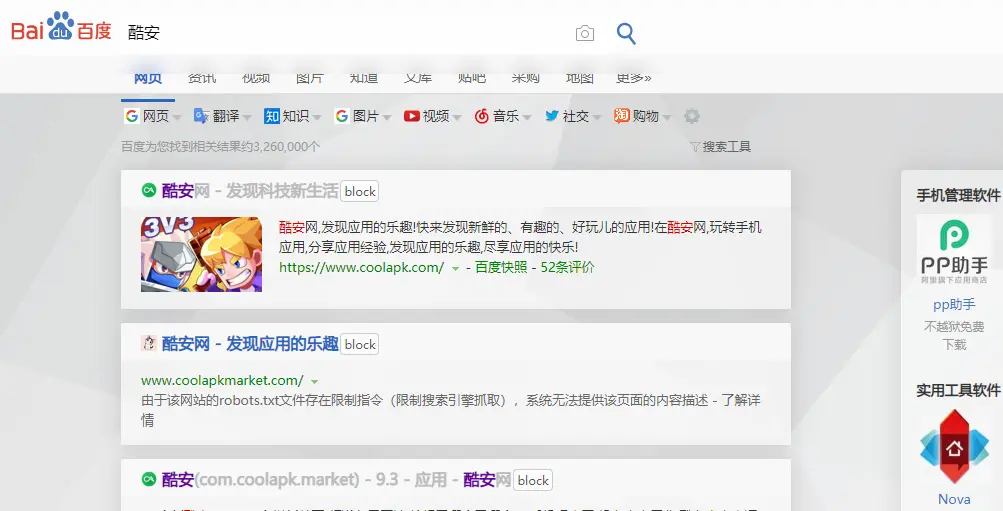 Bai du 百度 酷安
网页 资讯 视频 图片 知道 文库 贴吧 采购 地图 更多»
网页 翻译 知 知识 图片 视频 音乐 社交 淘 购物
百度为您找到相关结果约3,260,000个 搜索工具
酷安网 - 发现科技新生活 block
3V3
酷安网,发现应用的乐趣!快来发现新鲜的、有趣的、好玩儿的应用!在酷安网,玩转手机
应用,分享应用经验,发现应用的乐趣,尽享应用的快乐!
https://www.coolapk.com/ - 百度快照 - 52条评价
酷安网 - 发现应用的乐趣 block
www.coolapkmarket.com/
由于该网站的robots.txt文件存在限制指令（限制搜索引擎抓取），系统无法提供该页面的内容描述 - 了解详
情
酷安(com.coolapk.market) - 9.3 - 应用 - 酷安网 block
手机管理软件
PP助手
阿里旗下应用商店
pp助手
不越狱免费
下载
实用工具软件
Nova